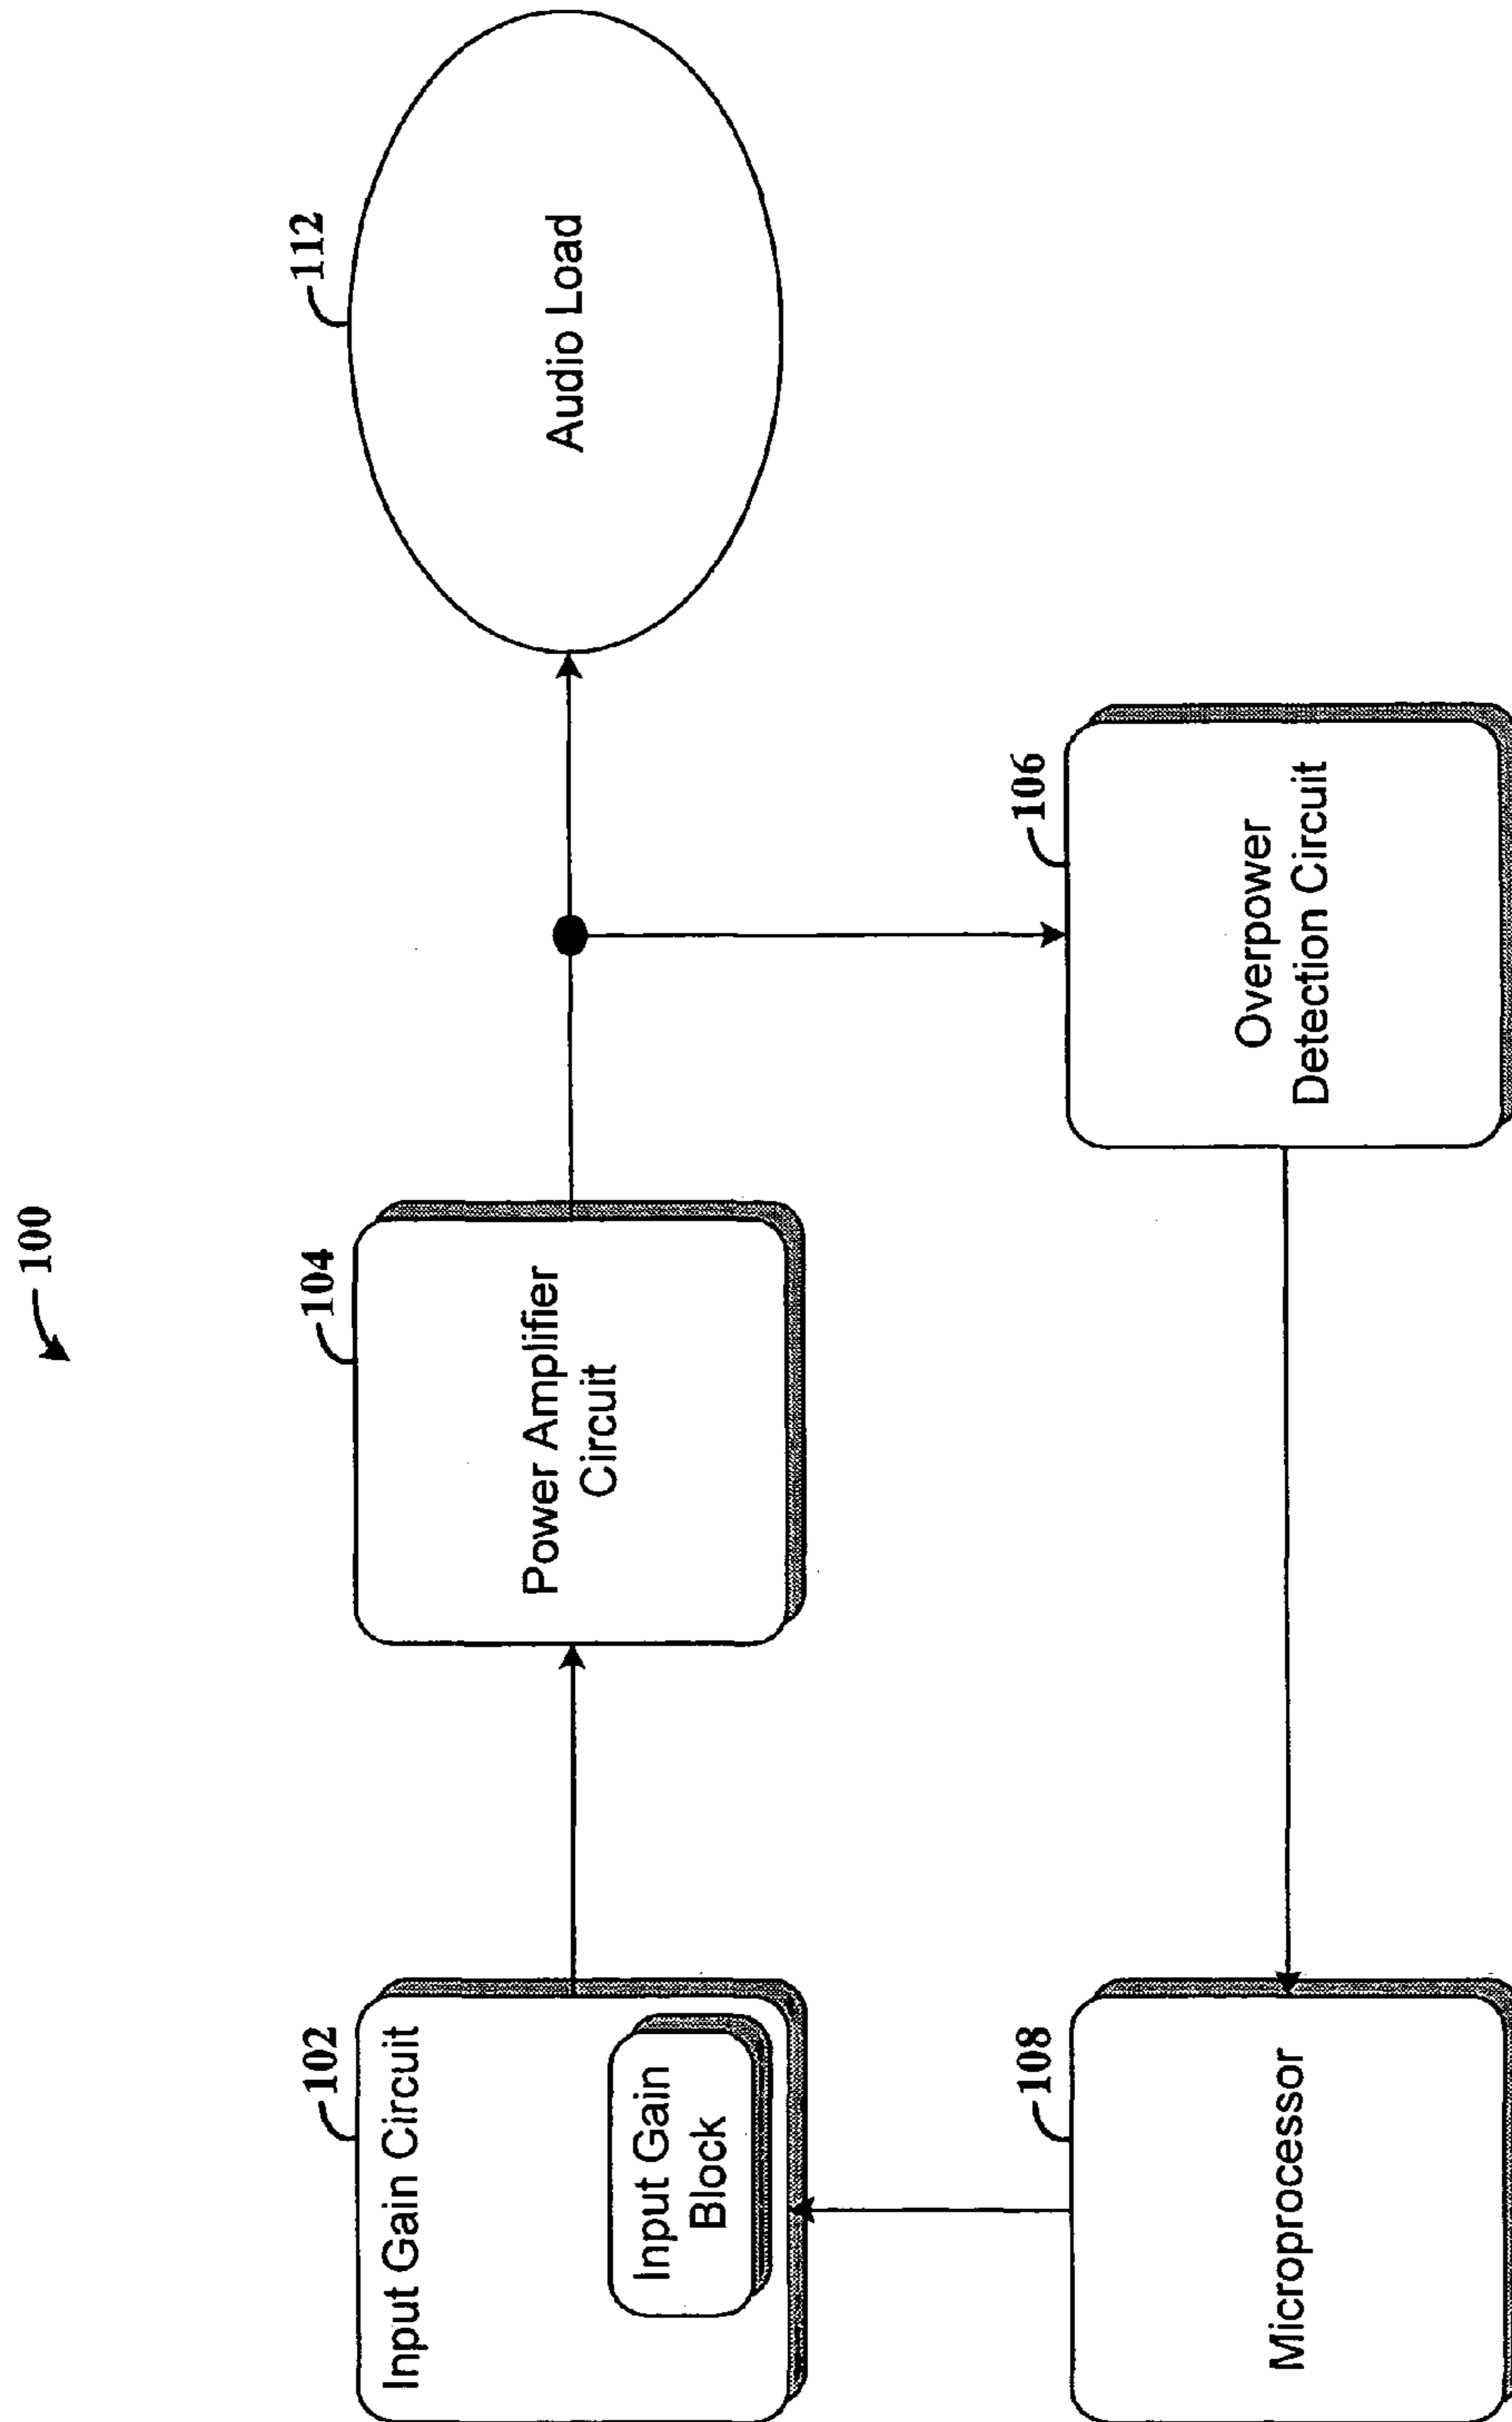 100
102
Input Gain Circuit
Input Gain
Block
104
Power Amplifier
Circuit
112
Audio Load
108
Microprocessor
106
Overpower
Detection Circuit